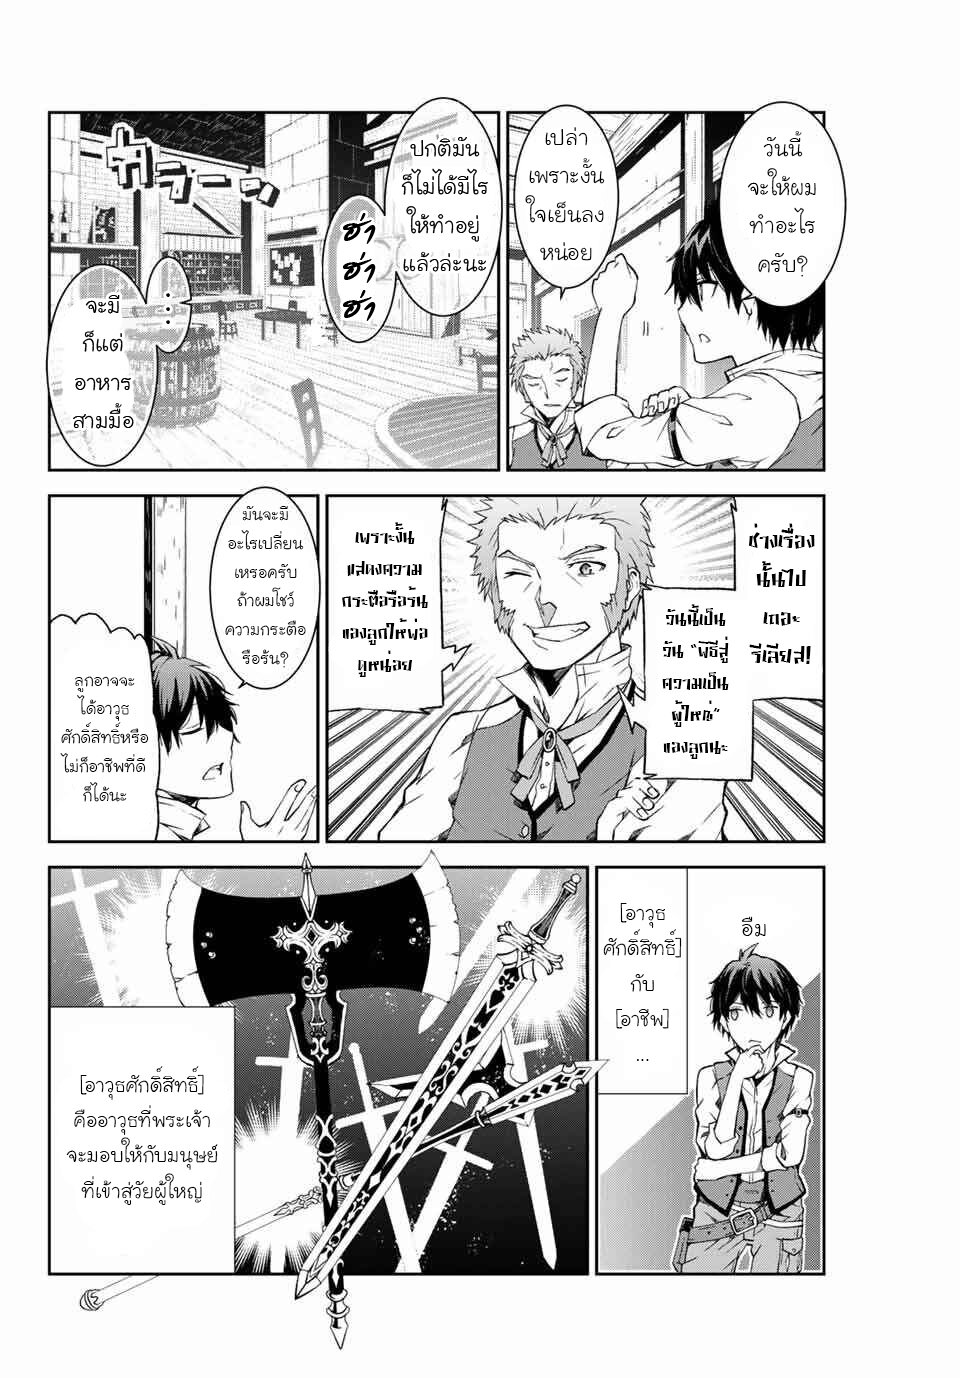 วันนี้
จะให้ผม
ทำอะไร
ครับ?
เปล่า
เพราะงั้น
ใจเย็นลง
หน่อย
ปกติมัน
ก็ไม่ได้มีไร
ให้ทำอยู่
แล้วล่ะนะ
ฮ่า
ฮ่า
ฮ่า
ガラーン
...
จะมี
ก็แต่
อาหาร
สามมื้อ
ช่างเรื่อง
นั้นไป
เถอะ
รีเลียส!
วันนี้เป็น
วัน "พิธีสู่
ความเป็น
ผู้ใหญ่"
ของลูกนะ
เพราะงั้น
แสดงความ
กระตือรือร้น
ของลูกให้พ่อ
ดูหน่อย
มันจะมี
อะไรเปลี่ยน
เหรอครับ
ถ้าผมโชว์
ความกระตือ
รือร้น?
ลูกอาจจะ
ได้อาวุธ
ศักดิ์สิทธิ์หรือ
ไม่ก็อาชีพที่ดี
ก็ได้นะ
อืม
[อาวุธ
ศักดิ์สิทธิ์]
กับ
[อาชีพ]
...
[อาวุธศักดิ์สิทธิ์]
คืออาวุธที่พระเจ้า
จะมอบให้กับมนุษย์
ที่เข้าสู่วัยผู้ใหญ่